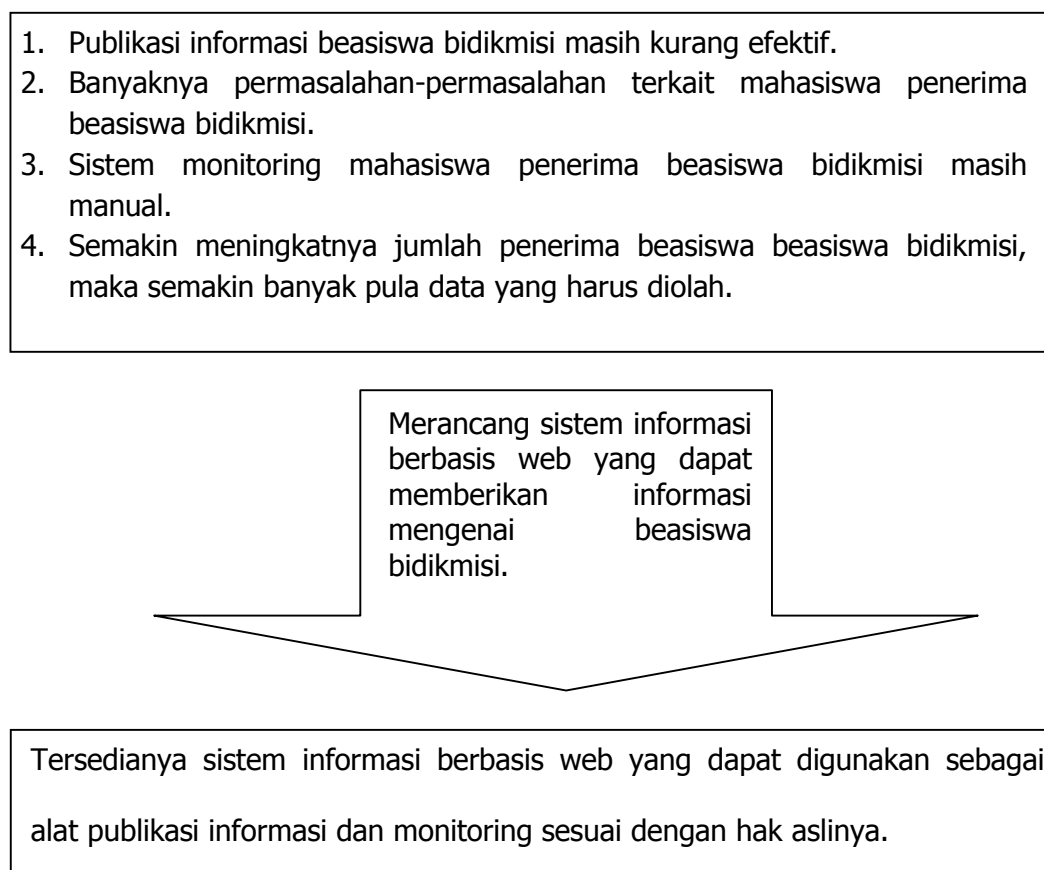 1. Publikasi informasi beasiswa bidikmisi masih kurang efektif.
2. Banyaknya permasalahan-permasalahan terkait mahasiswa penerima
beasiswa bidikmisi.
3. Sistem monitoring mahasiswa penerima beasiswa bidikmisi masih
manual.
4. Semakin meningkatnya jumlah penerima beasiswa beasiswa bidikmisi,
maka semakin banyak pula data yang harus diolah.
Merancang sistem informasi
berbasis web yang dapat
memberikan informasi
mengenai beasiswa
bidikmisi.
Tersedianya sistem informasi berbasis web yang dapat digunakan sebagai
alat publikasi informasi dan monitoring sesuai dengan hak aslinya.